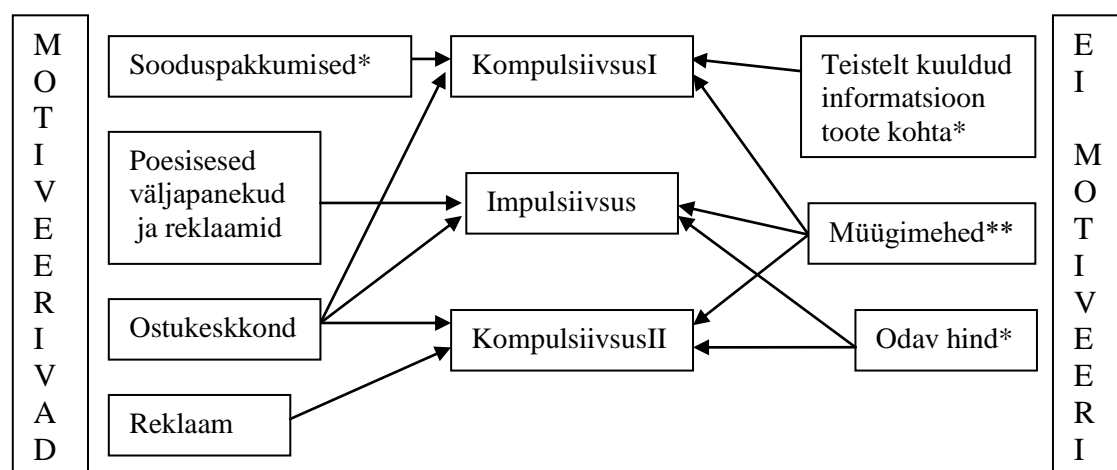 M
O
T
I
V
E
E
R
I
V
A
D
Sooduspakkumised*
Poesisesed
väljapanekud
ja reklaamid
Ostukeskkond
Reklaam
KompulsiivsusI
Impulsiivsus
KompulsiivsusII
Teistelt kuuldud
informatsioon
toote kohta*
Müügimehed**
Odav hind*
E
I
M
O
T
I
V
E
E
R
I